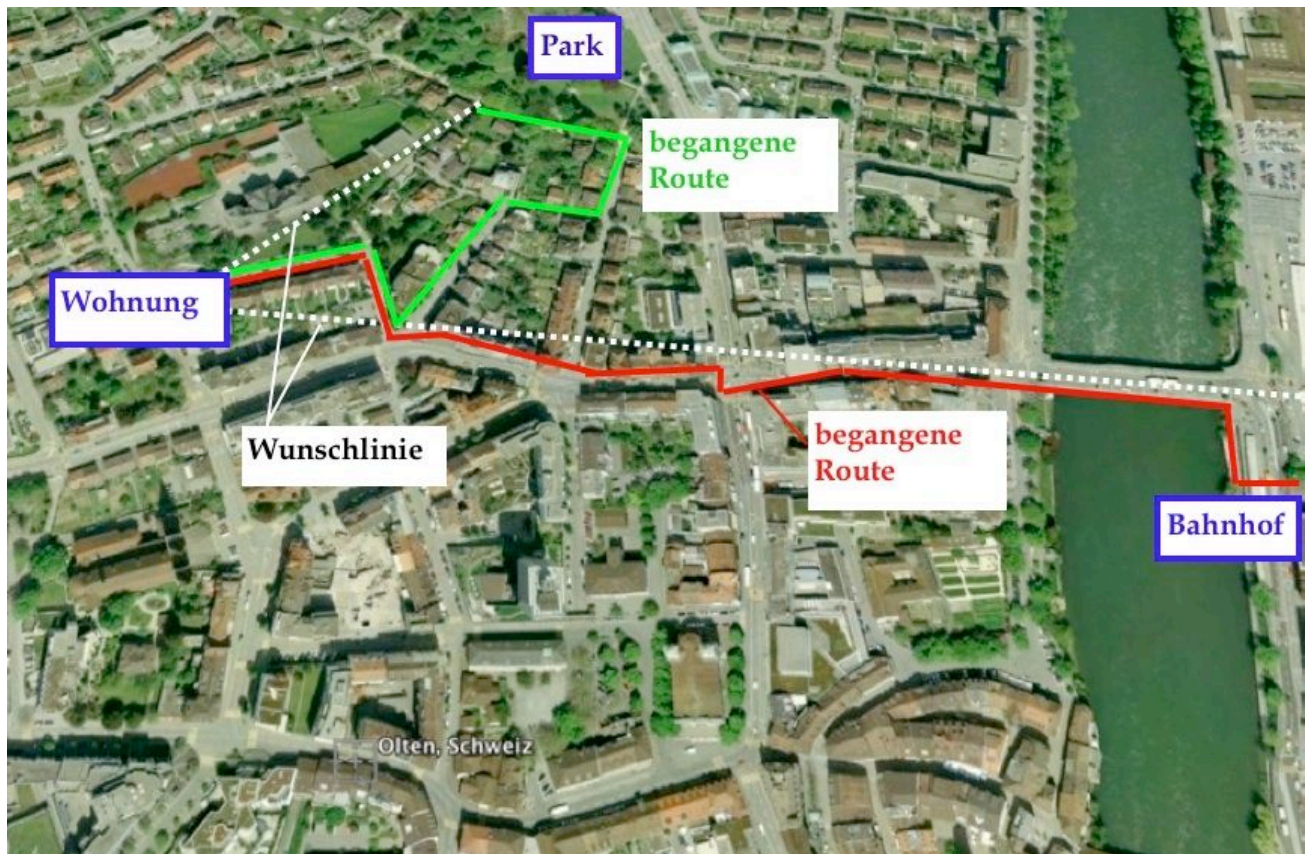 Park
begangene
Route
Wohnung
Wunschlinie
begangene
Route
Bahnhof
Olten, Schweiz